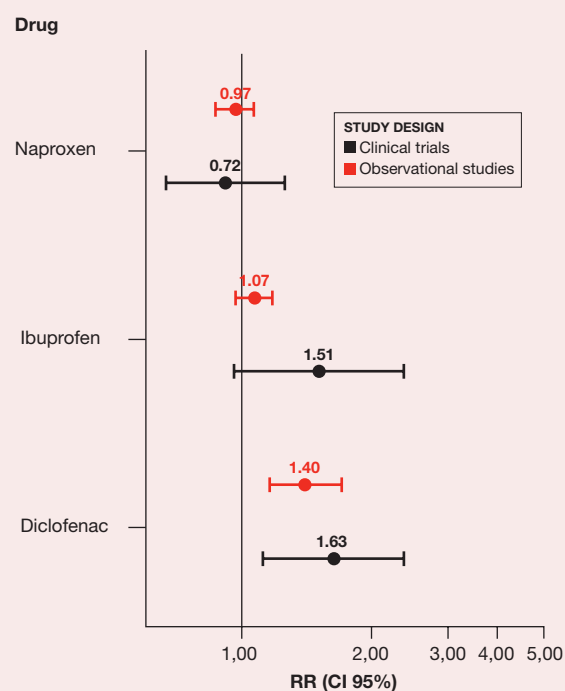 Drug
0.97
STUDY DESIGN
Clinical trials
Observational studies
Naproxen
0.72
1.07
Ibuprofen
1.51
1.40
Diclofenac
1.63
1,00 2,00 3,00 4,00 5,00
RR (CI 95%)